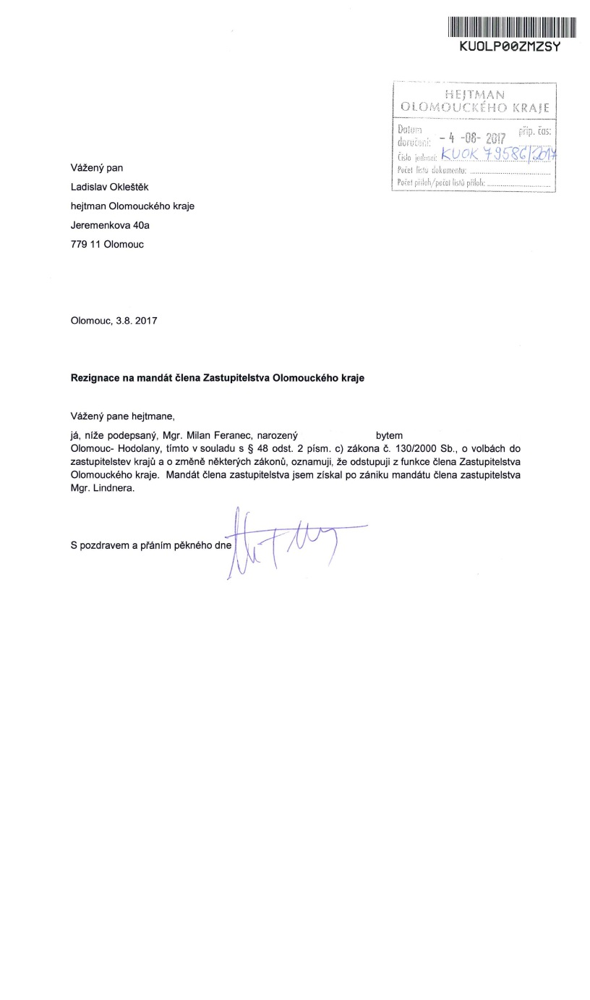 KUOLP00ZMZSY
HEJTMAN
OLOMOUCKÉHO KRAJE
Datum
doručení: - 4 -08- 2017 příp. čas:
Číslo jednací: KUOK 79586/2017
Počet listů dokumentu:
Počet příloh/počet listů příloh:
Vážený pan
Ladislav Okleštěk
hejtman Olomouckého kraje
Jeremenkova 40a
779 11 Olomouc
Olomouc, 3.8. 2017
Rezignace na mandát člena Zastupitelstva Olomouckého kraje
Vážený pane hejtmane,
já, níže podepsaný, Mgr. Milan Feranec, narozený bytem
Olomouc- Hodolany, tímto v souladu s § 48 odst. 2 písm. c) zákona č. 130/2000 Sb., o volbách do
zastupitelstev krajů a o změně některých zákonů, oznamuji, že odstupuji z funkce člena Zastupitelstva
Olomouckého kraje. Mandát člena zastupitelstva jsem získal po zániku mandátu člena zastupitelstva
Mgr. Lindnera.
S pozdravem a přáním pěkného dne